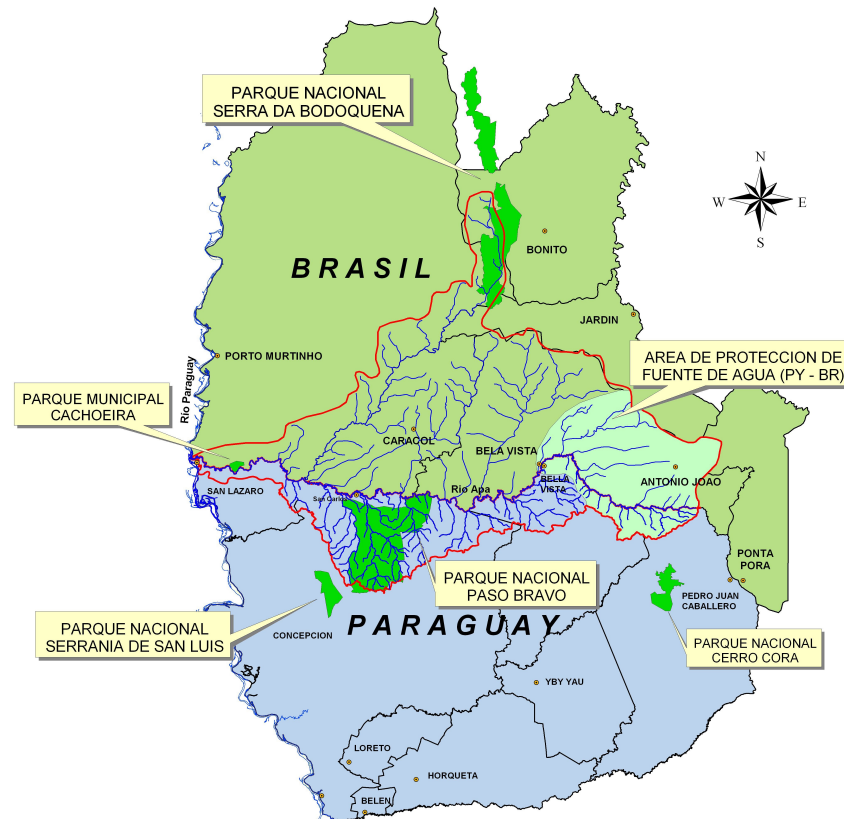 PARQUE NACIONAL
SERRA DA BODOQUENA
N
W
E
S
BONITO
BRASIL
JARDIN
AREA DE PROTECCION DE
FUENTE DE AGUA (PY - BR)
PORTO MURTINHO
Río Paraguay
PARQUE MUNICIPAL
CACHOEIRA
CARACOL
BELA VISTA
SAN LAZARO
San Carlos
Río Apa
BELLA
VISTA
ANTONIO JOAO
PONTA
PORA
PARQUE NACIONAL
PASO BRAVO
PEDRO JUAN
CABALLERO
PARQUE NACIONAL
SERRANIA DE SAN LUIS
CONCEPCION
PARAGUAY
PARQUE NACIONAL
CERRO CORA
YBY YAU
LORETO
HORQUETA
BELEN